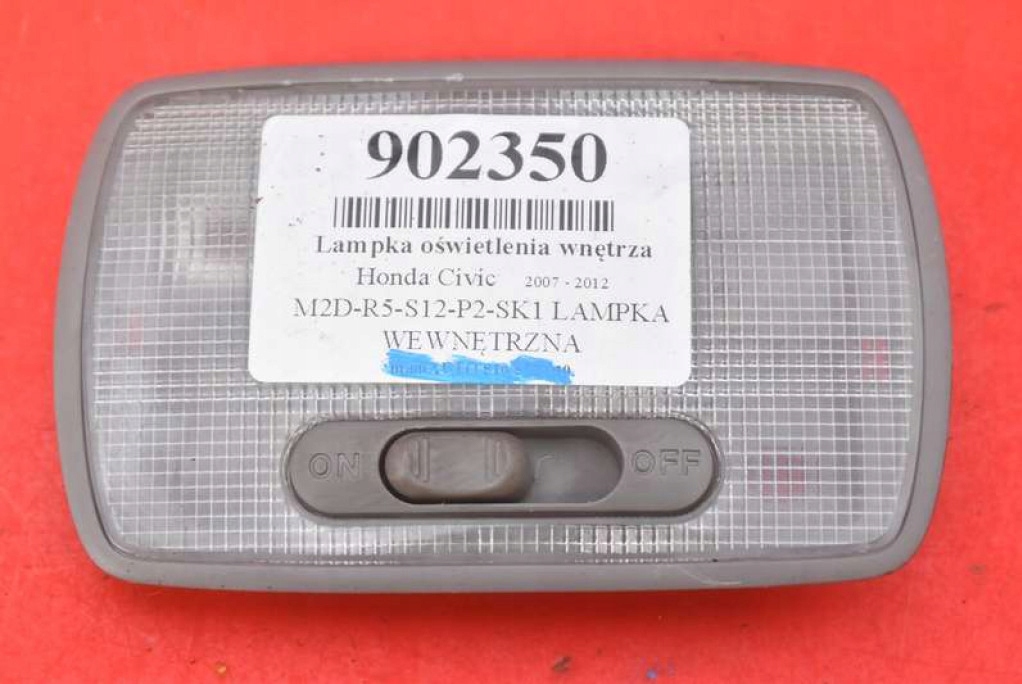 902350
Lampka oświetlenia wnętrza
Honda Civic 2007 - 2012
M2D-R5-S12-P2-SK1 LAMPKA
WEWNĘTRZNA
ON OFF